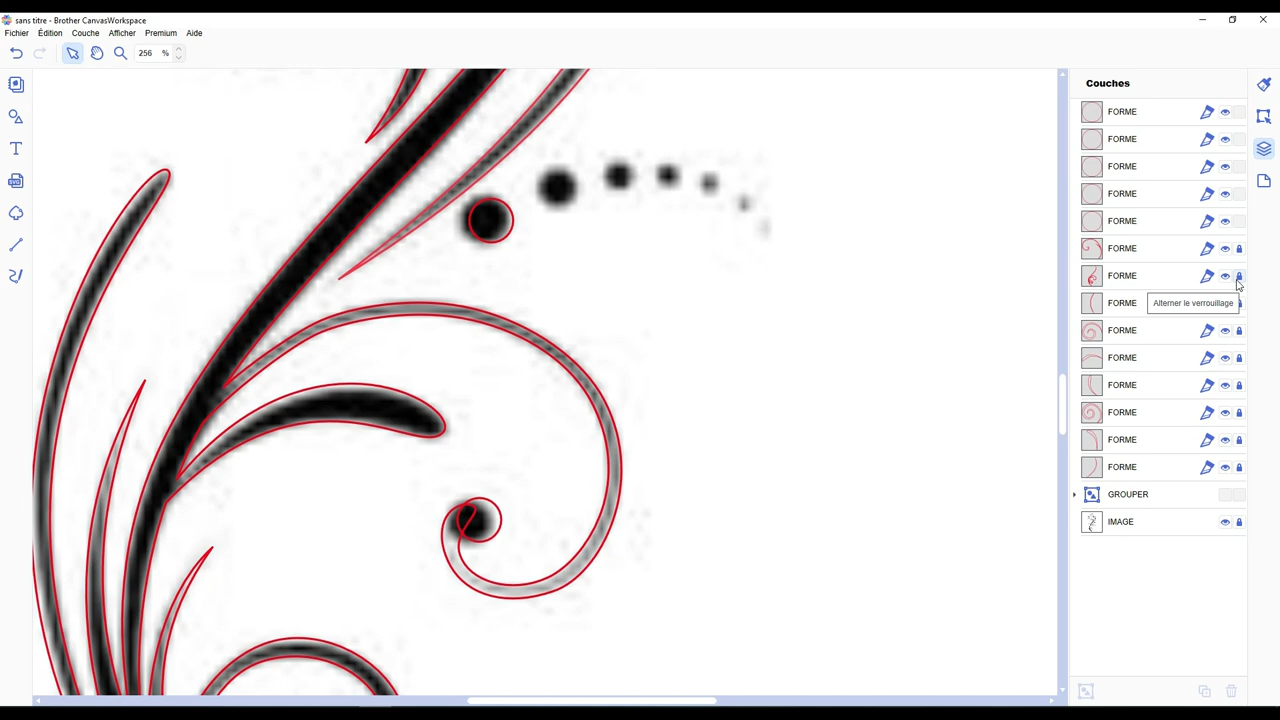 sans titre - Brother CanvasWorkspace
Fichier Édition Couche Afficher Premium Aide
256 %
Couches
FORME
FORME
FORME
FORME
FORME
FORME
FORME
FORME
Alterner le verrouillage
FORME
FORME
FORME
FORME
FORME
FORME
GROUPER
IMAGE